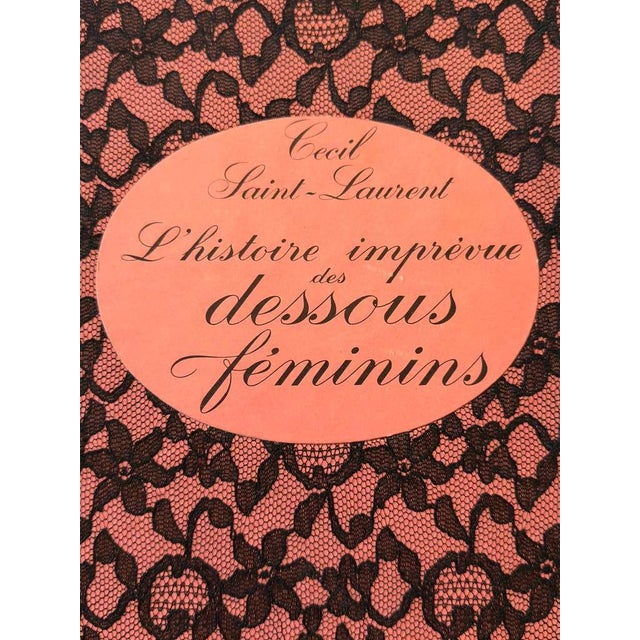 Cecil
Saint-Laurent
L'histoire imprévue
des
dessous
féminins